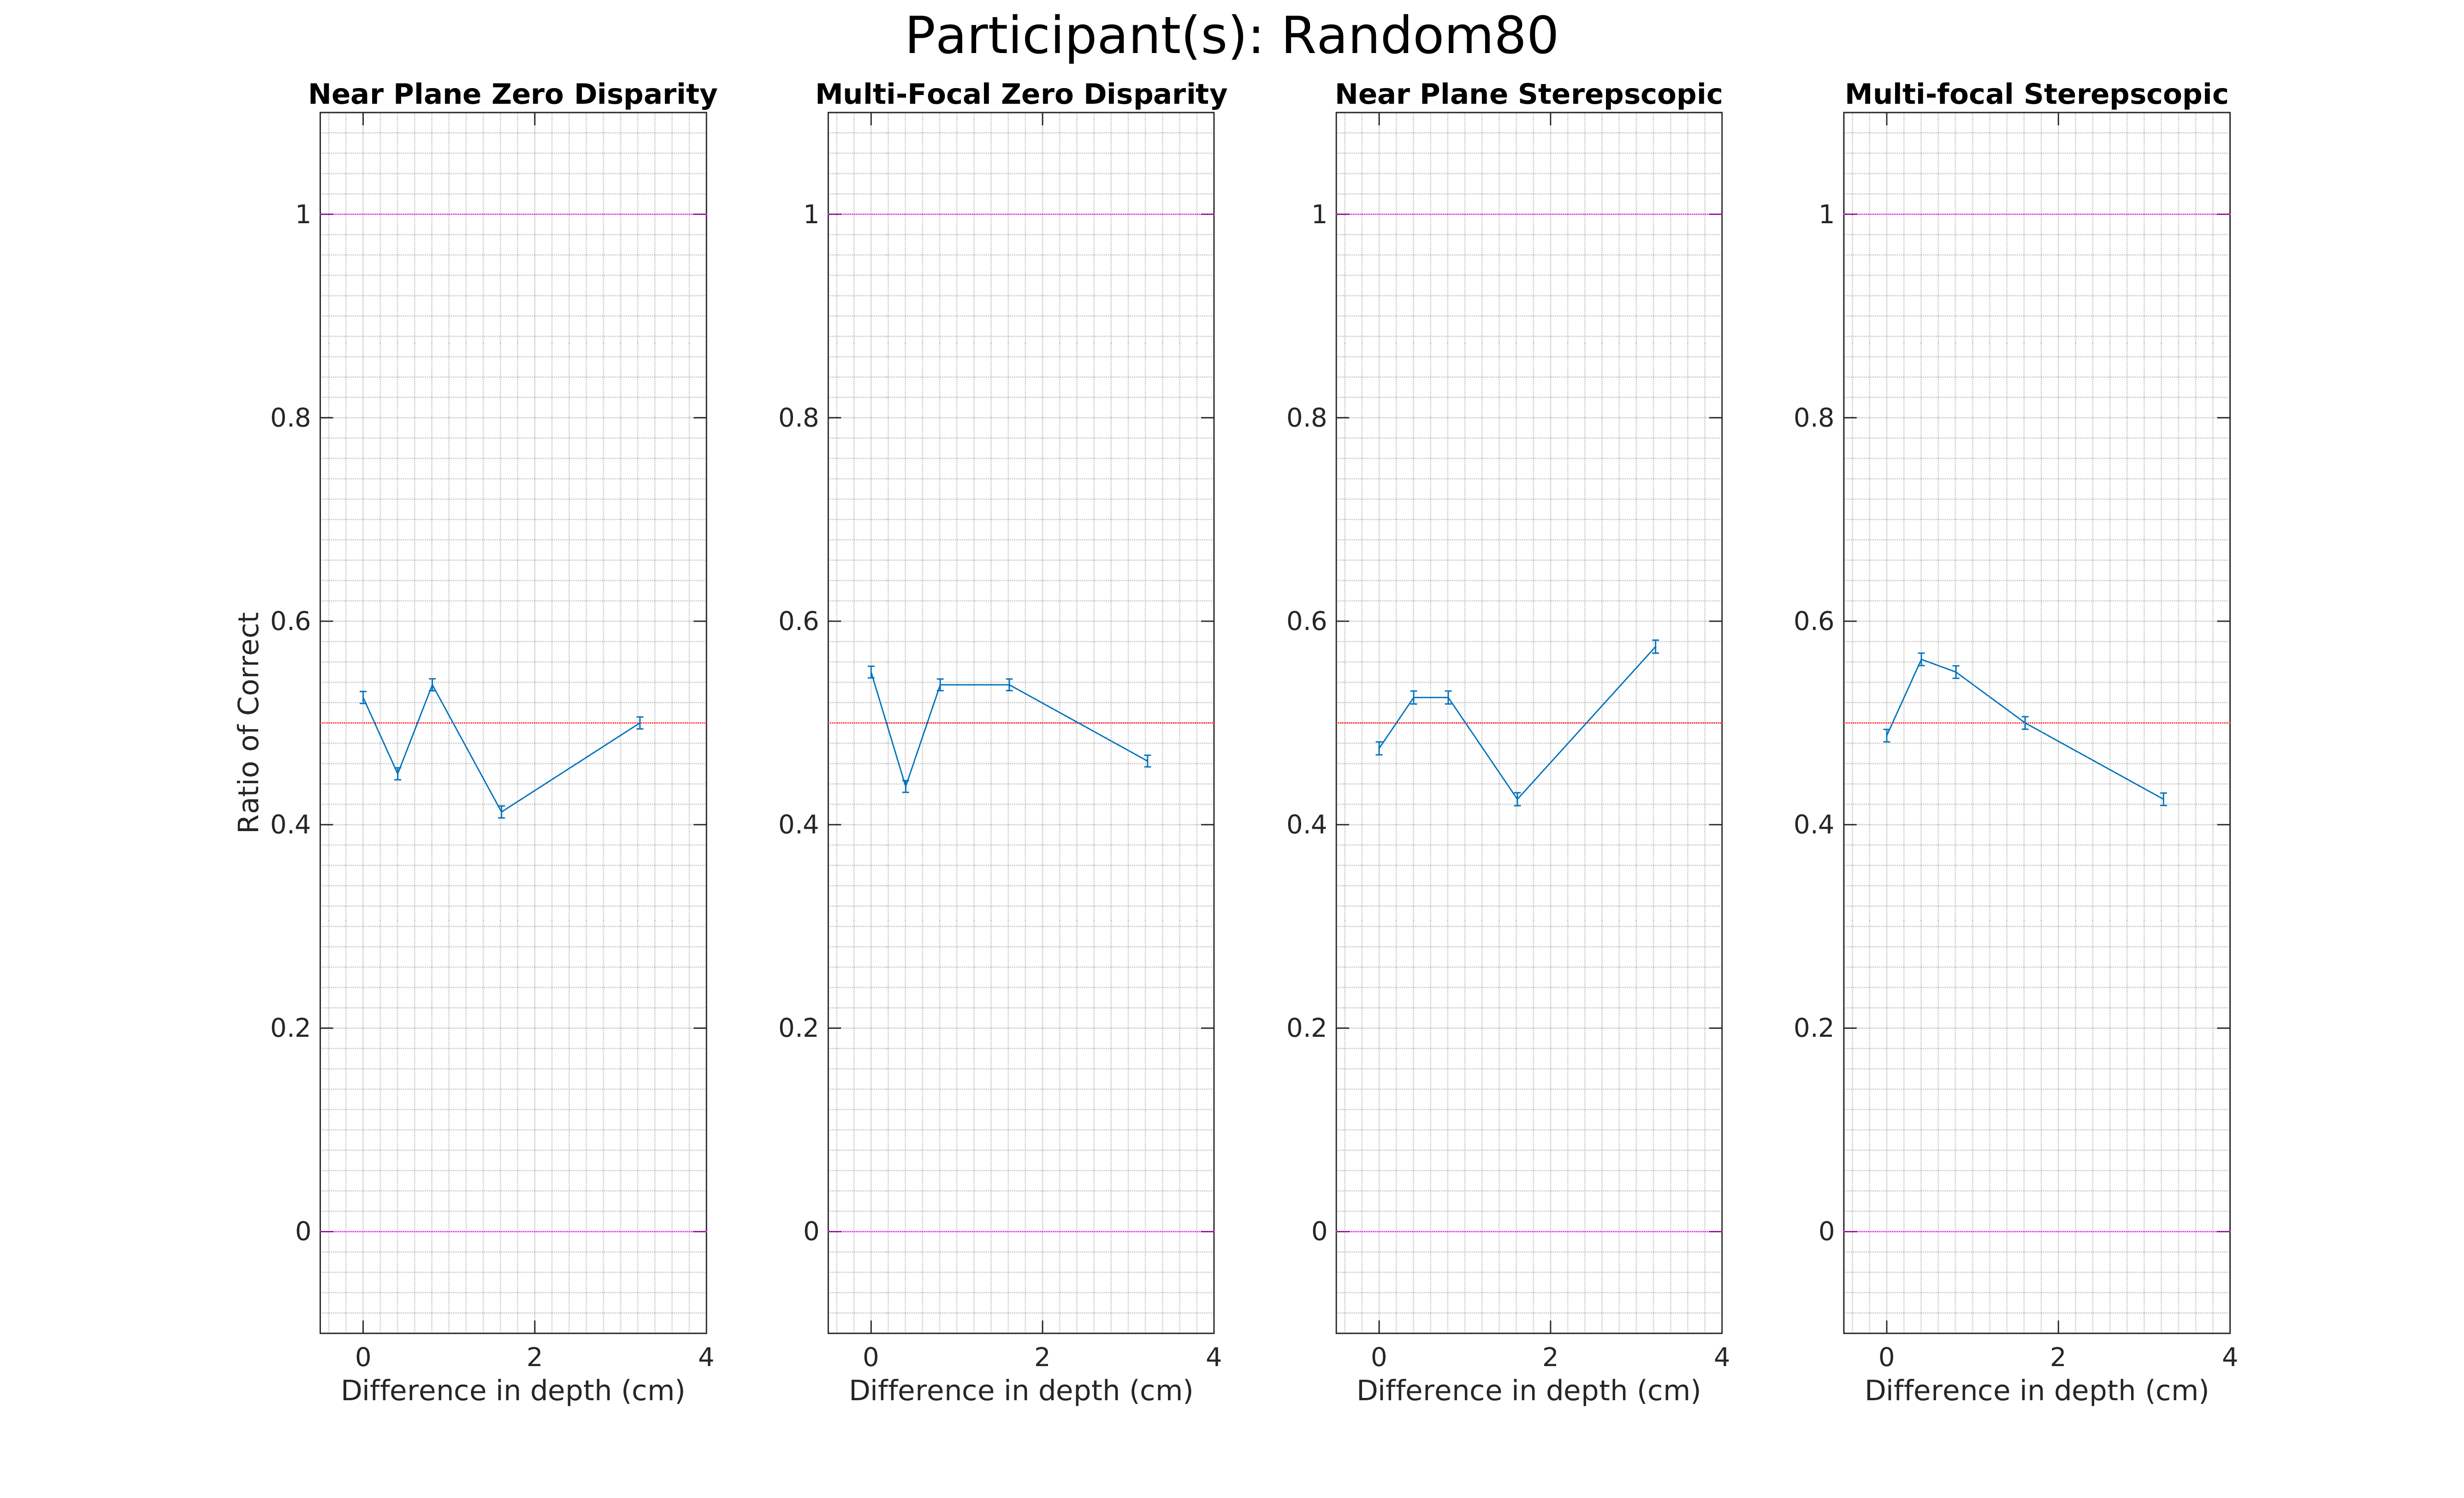 Participant(s): Random80
Near Plane Zero Disparity
Multi-Focal Zero Disparity
Near Plane Sterepscopic
Multi-focal Sterepscopic
Ratio of Correct
1
0.8
0.6
0.4
0.2
0
0 2 4
Difference in depth (cm)
1
0.8
0.6
0.4
0.2
0
0 2 4
Difference in depth (cm)
1
0.8
0.6
0.4
0.2
0
0 2 4
Difference in depth (cm)
1
0.8
0.6
0.4
0.2
0
0 2 4
Difference in depth (cm)